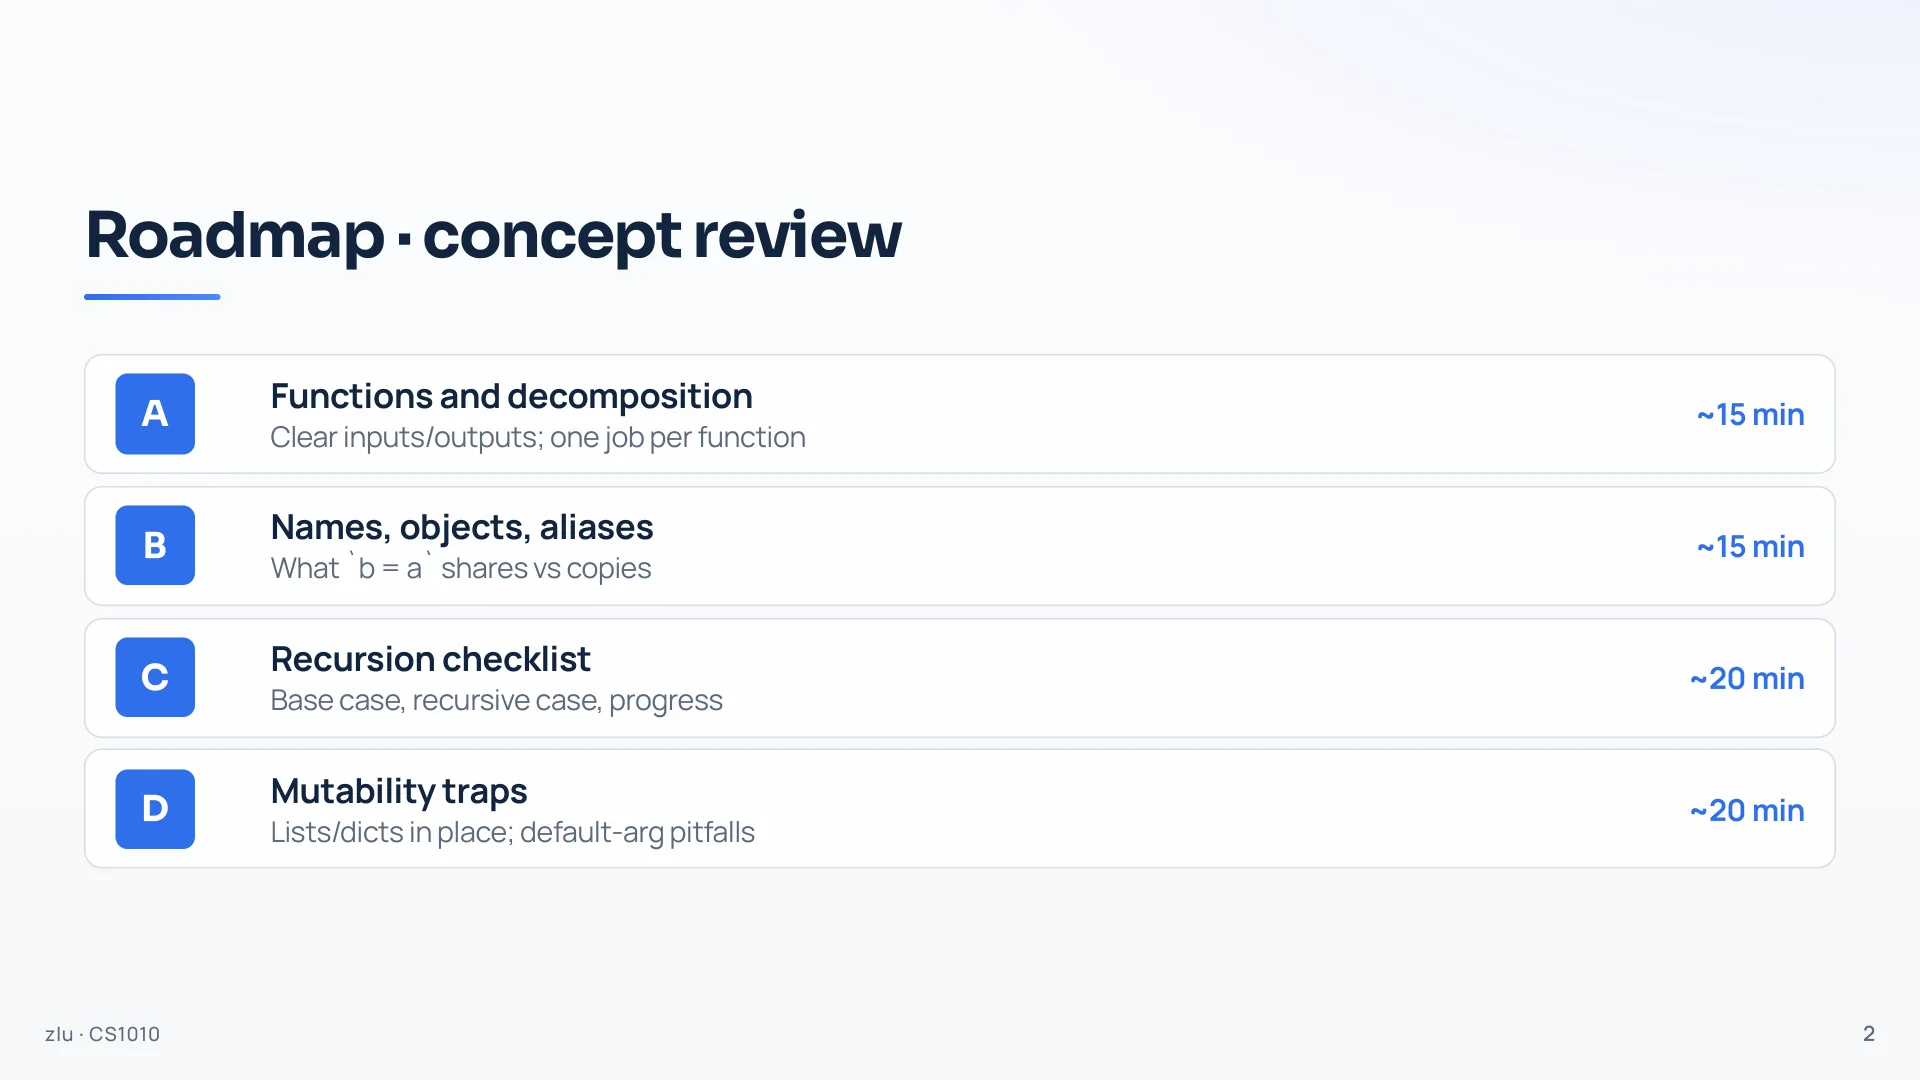 Roadmap · concept review
A
Functions and decomposition
Clear inputs/outputs; one job per function
~15 min
B
Names, objects, aliases
What `b = a` shares vs copies
~15 min
C
Recursion checklist
Base case, recursive case, progress
~20 min
D
Mutability traps
Lists/dicts in place; default-arg pitfalls
~20 min
zlu · CS1010
2